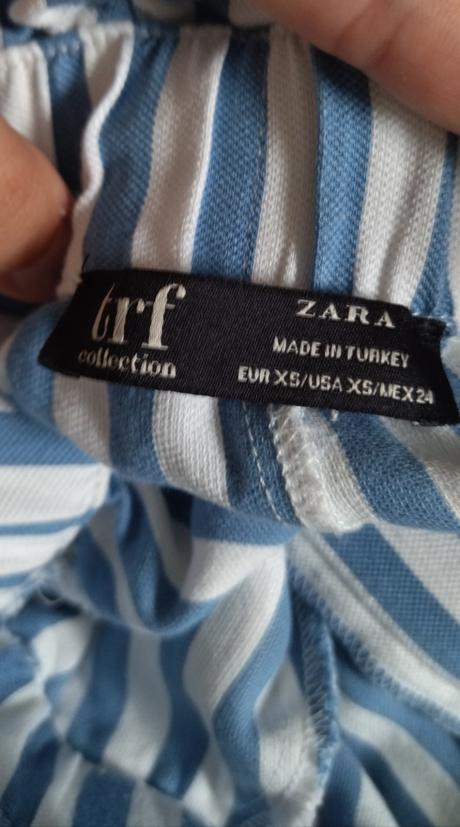 trf
collection
ZARA
MADE IN TURKEY
EUR XS/USA XS/MEX 24